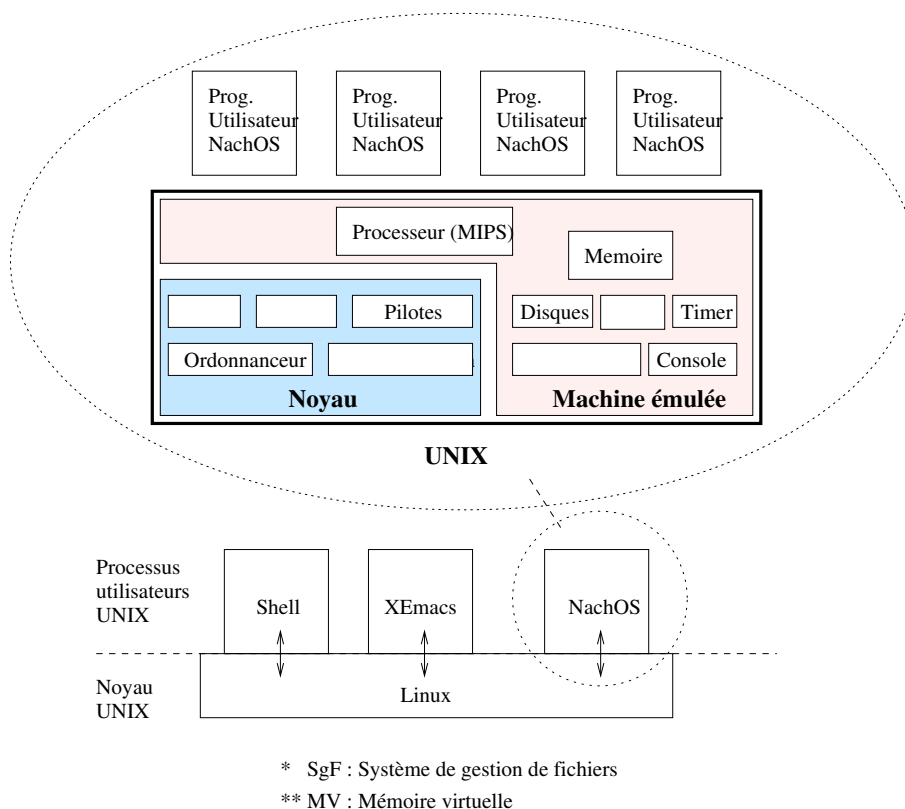 Prog.
Utilisateur
NachOS
Prog.
Utilisateur
NachOS
Prog.
Utilisateur
NachOS
Prog.
Utilisateur
NachOS
Processeur (MIPS)
Memoire
Pilotes
Disques
Timer
Ordonnanceur
Console
Noyau
Machine émulée
UNIX
Processus
utilisateurs
UNIX
Shell
XEmacs
NachOS
Noyau
UNIX
Linux
* SgF : Système de gestion de fichiers
** MV : Mémoire virtuelle